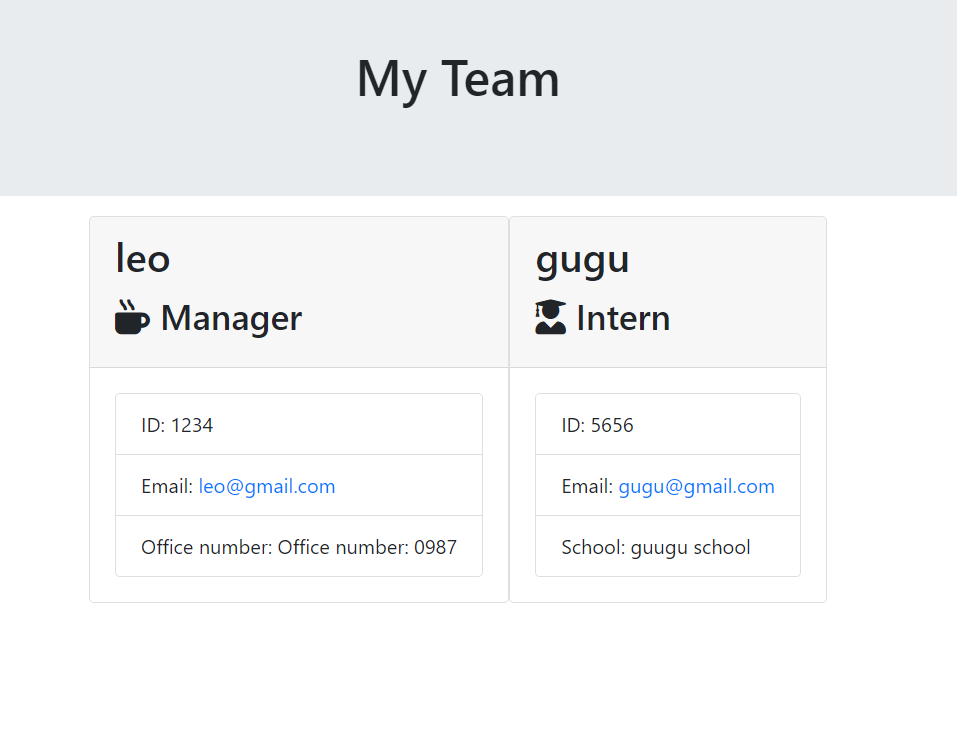 My Team
leo
Manager
ID: 1234
Email: leo@gmail.com
Office number: Office number: 0987
gugu
Intern
ID: 5656
Email: gugu@gmail.com
School: guugu school